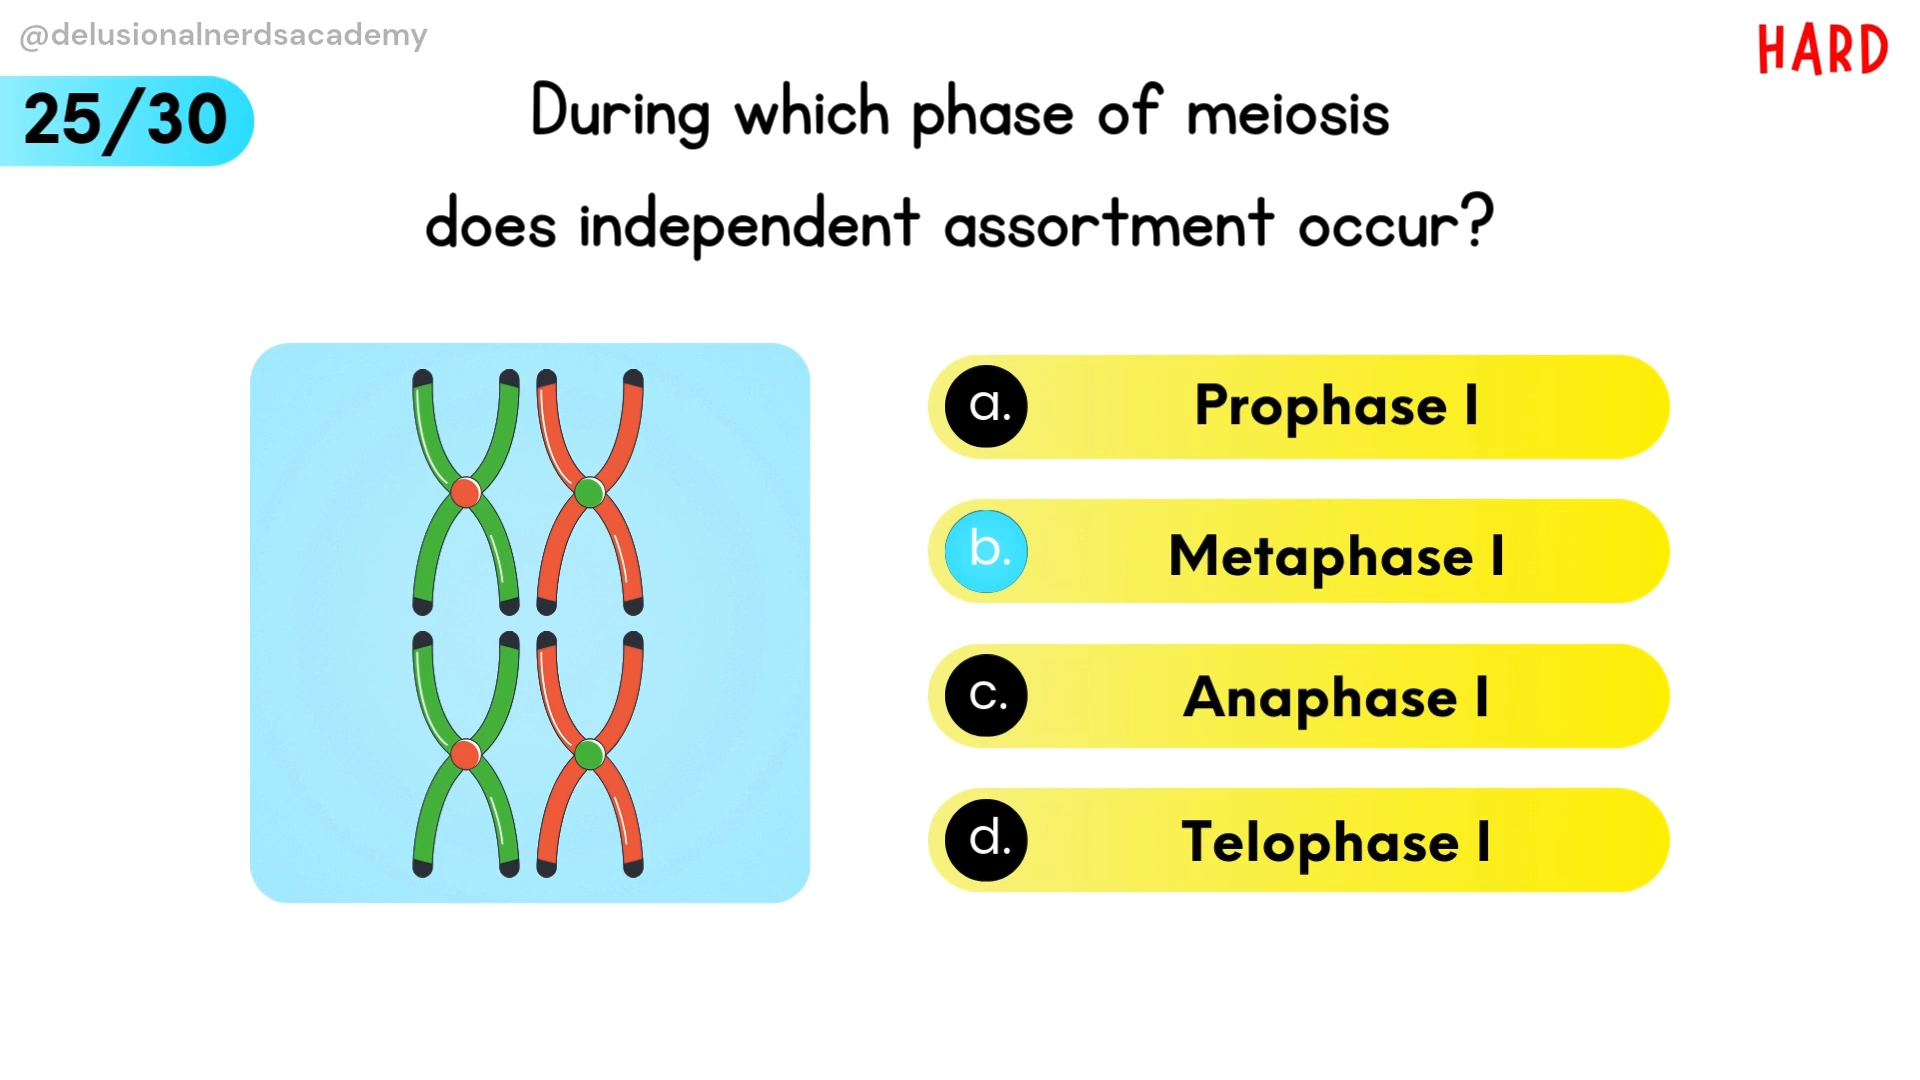 @delusionalnerdsacademy
HARD
25/30
During which phase of meiosis
does independent assortment occur?
a. Prophase I
b. Metaphase I
c. Anaphase I
d. Telophase I